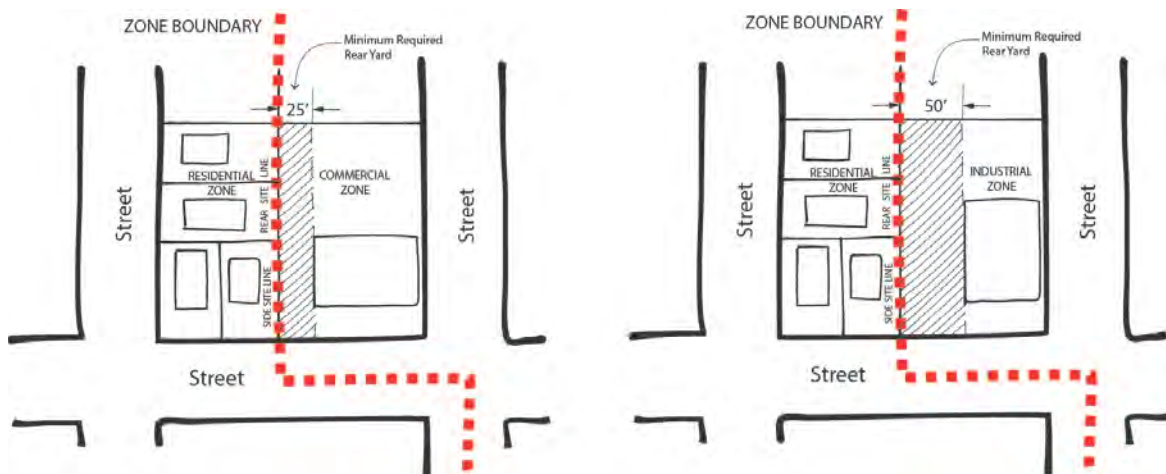 ZONE BOUNDARY
Minimum Required
Rear Yard
25'
RESIDENTIAL
ZONE
COMMERCIAL
ZONE
REAR SITE LINE
SIDE SITE LINE
Street
Street
Street
ZONE BOUNDARY
Minimum Required
Rear Yard
50'
RESIDENTIAL
ZONE
INDUSTRIAL
ZONE
REAR SITE LINE
SIDE SITE LINE
Street
Street
Street